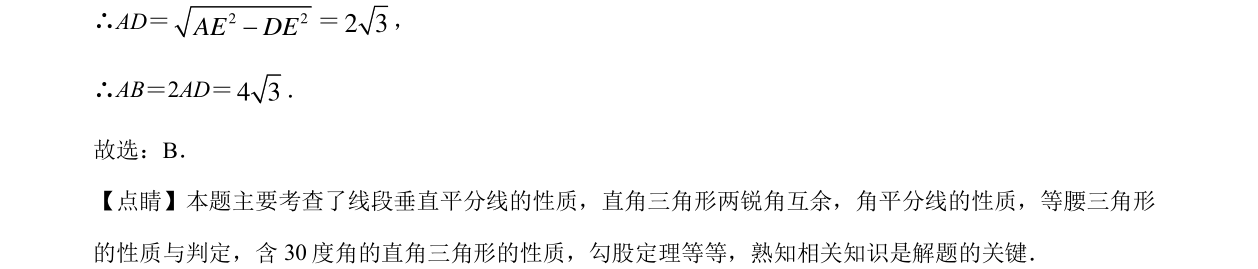 ∴AD＝√(AE²－DE²)＝2√3，
∴AB＝2AD＝4√3．
故选：B．
【点睛】本题主要考查了线段垂直平分线的性质，直角三角形两锐角互余，角平分线的性质，等腰三角形
的性质与判定，含 30 度角的直角三角形的性质，勾股定理等等，熟知相关知识是解题的关键．